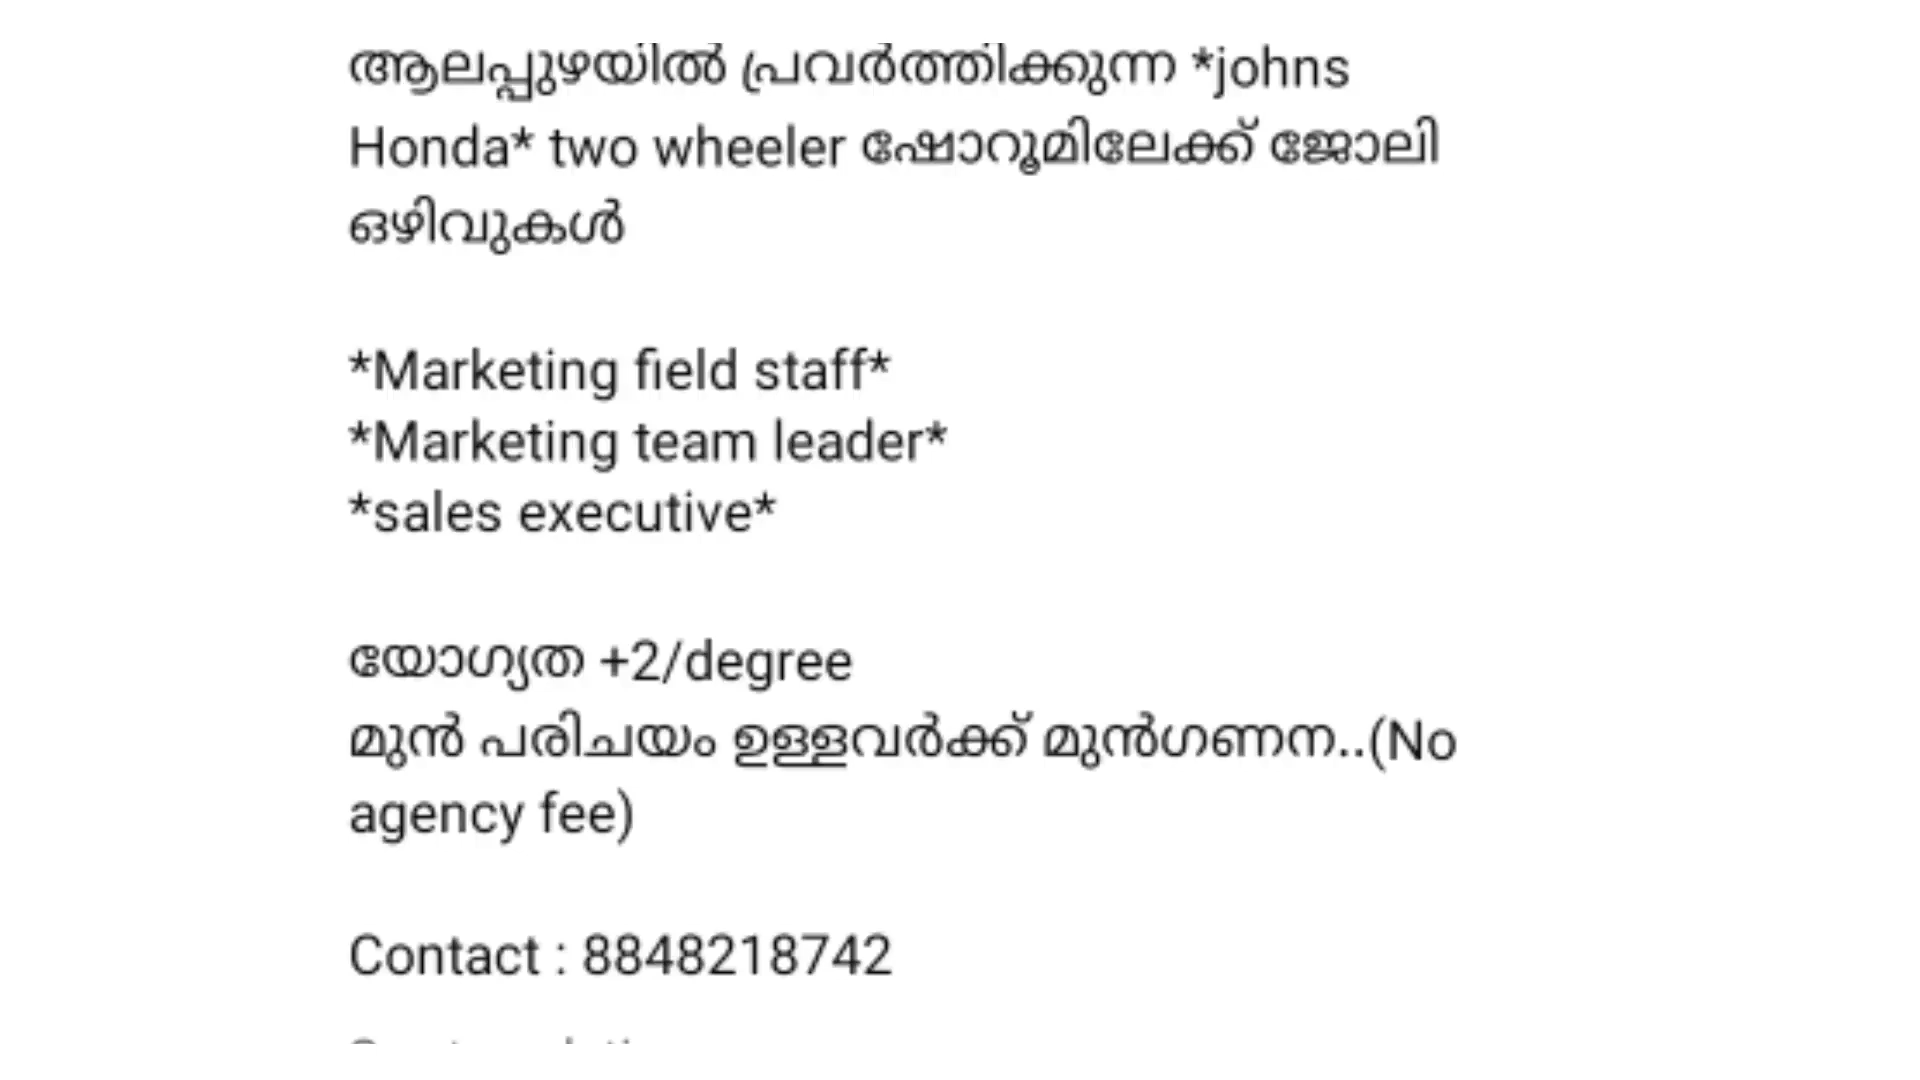 ആലപ്പുഴയിൽ പ്രവർത്തിക്കുന്ന *johns
Honda* two wheeler ഷോറൂമിലേക്ക് ജോലി
ഒഴിവുകൾ
*Marketing field staff*
*Marketing team leader*
*sales executive*
യോഗ്യത +2/degree
മുൻ പരിചയം ഉള്ളവർക്ക് മുൻഗണന..(No
agency fee)
Contact : 8848218742